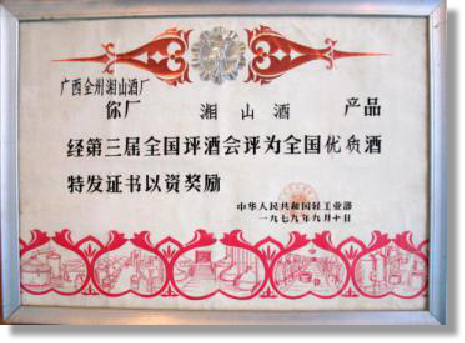 广西全州湘山酒厂
你厂 湘山酒 产品
经第三届全国评酒会评为全国优质酒
特发证书以资奖励
中华人民共和国轻工业部
一九七九年九月十日